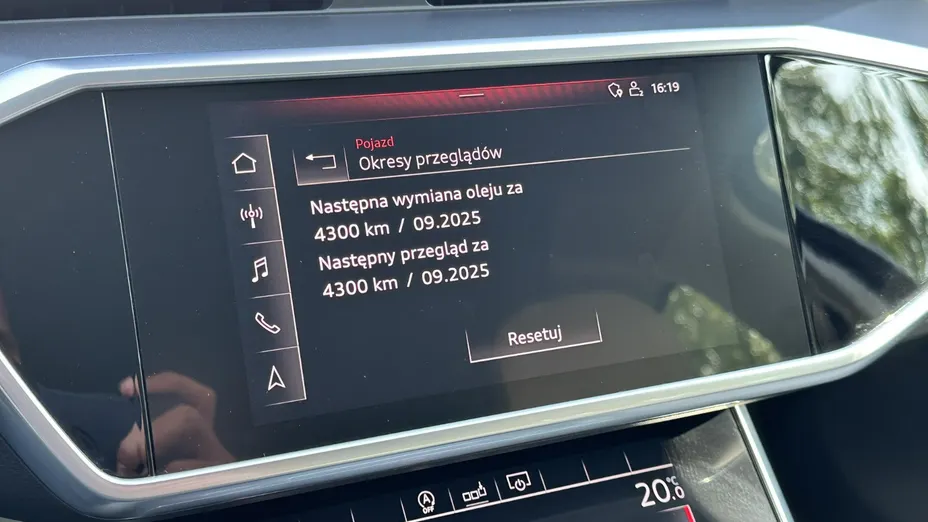 16:19
Pojazd
Okresy przeglądów
Następna wymiana oleju za
4300 km / 09.2025
Następny przegląd za
4300 km / 09.2025
Resetuj
A
OFF
20.0 °C